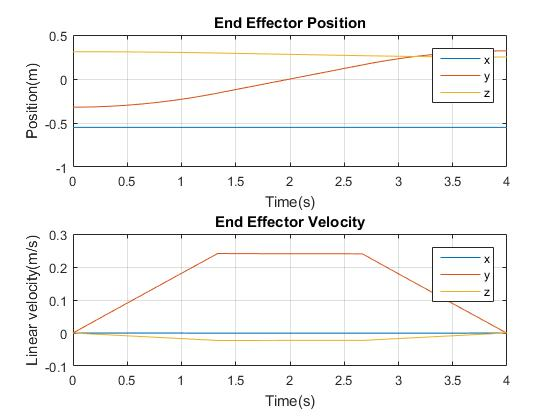 End Effector Position
0.5
0
-0.5
-1
Position(m)
x
y
z
0 0.5 1 1.5 2 2.5 3 3.5 4
Time(s)
End Effector Velocity
0.3
0.2
0.1
0
-0.1
Linear velocity(m/s)
x
y
z
0 0.5 1 1.5 2 2.5 3 3.5 4
Time(s)